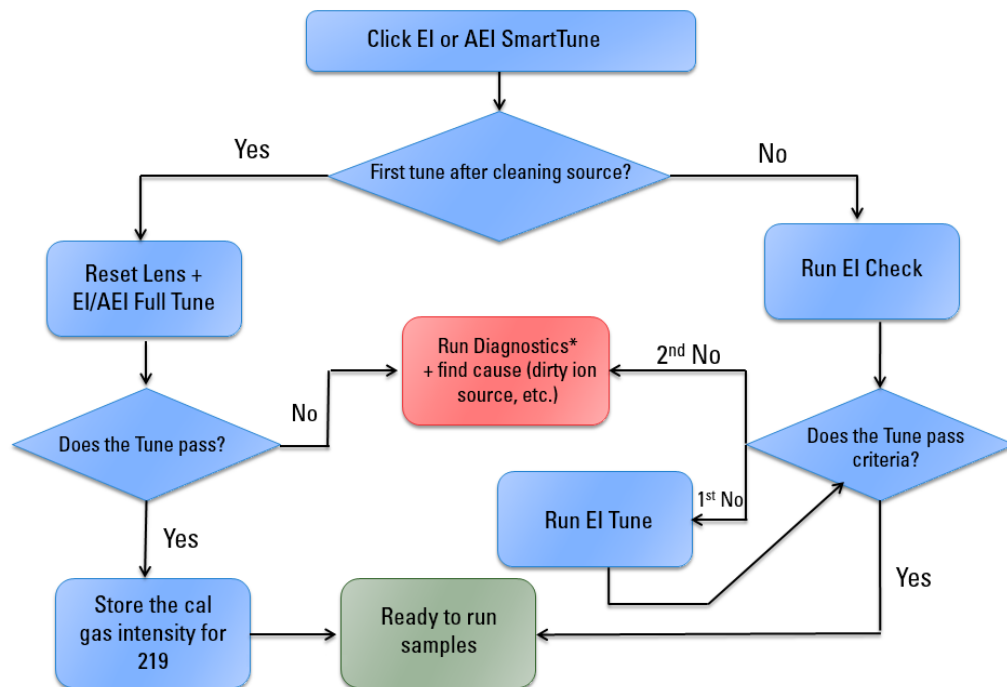 Click EI or AEI SmartTune
Yes
First tune after cleaning source?
No
Reset Lens +
EI/AEI Full Tune
Run EI Check
Run Diagnostics*
+ find cause (dirty ion
source, etc.)
2nd No
No
Does the Tune pass?
Does the Tune pass
criteria?
Run EI Tune
1st No
Yes
Yes
Store the cal
gas intensity for
219
Ready to run
samples